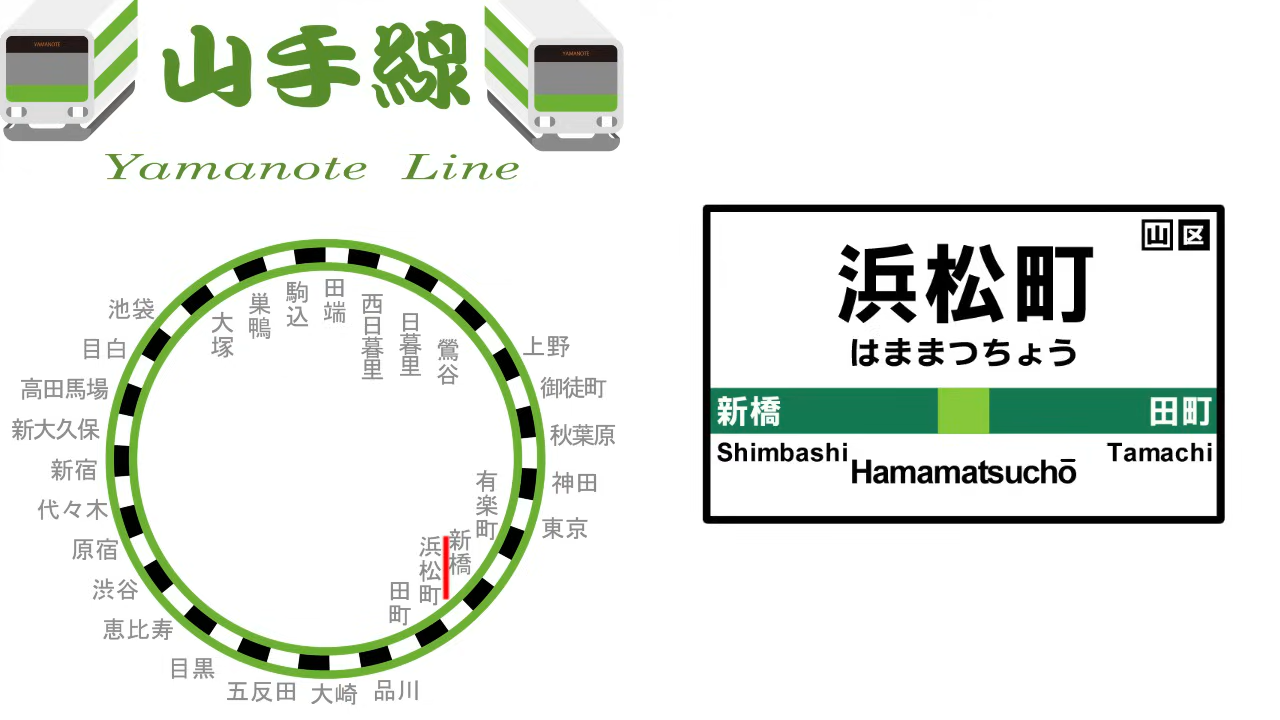 YAMANOTE
山手線
YAMANOTE
Yamanote Line
池袋
目白
高田馬場
新大久保
新宿
代々木
原宿
渋谷
恵比寿
目黒
五反田
大崎
品川
大塚
巣鴨
駒込
田端
西日暮里
日暮里
鶯谷
上野
御徒町
秋葉原
神田
東京
有楽町
新橋
浜松町
田町
山区
浜松町
はままつちょう
新橋
田町
Shimbashi
Hamamatsuchō
Tamachi